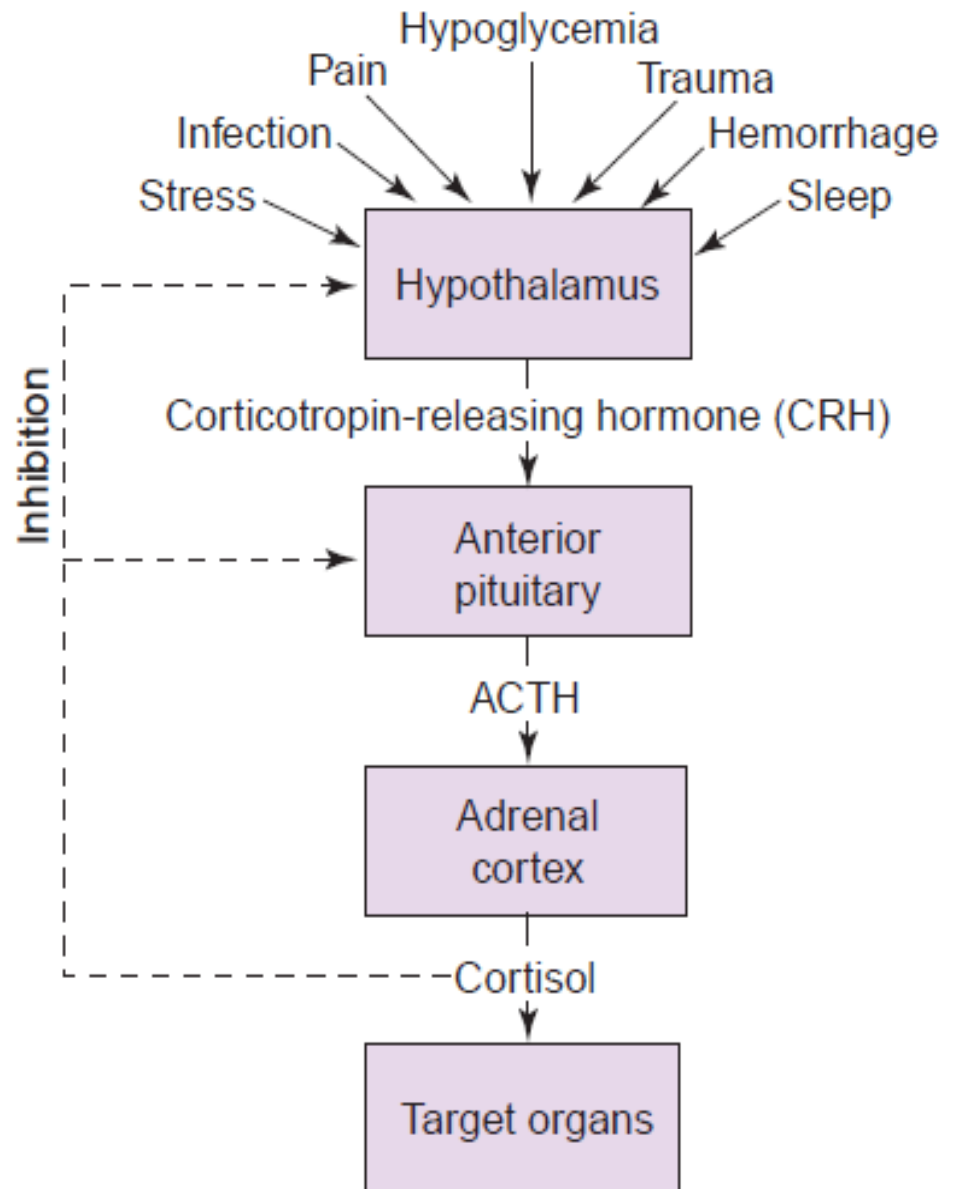 Hypoglycemia
Pain
Trauma
Infection
Hemorrhage
Stress
Sleep
Hypothalamus
Inhibition
Corticotropin-releasing hormone (CRH)
Anterior
pituitary
ACTH
Adrenal
cortex
Cortisol
Target organs